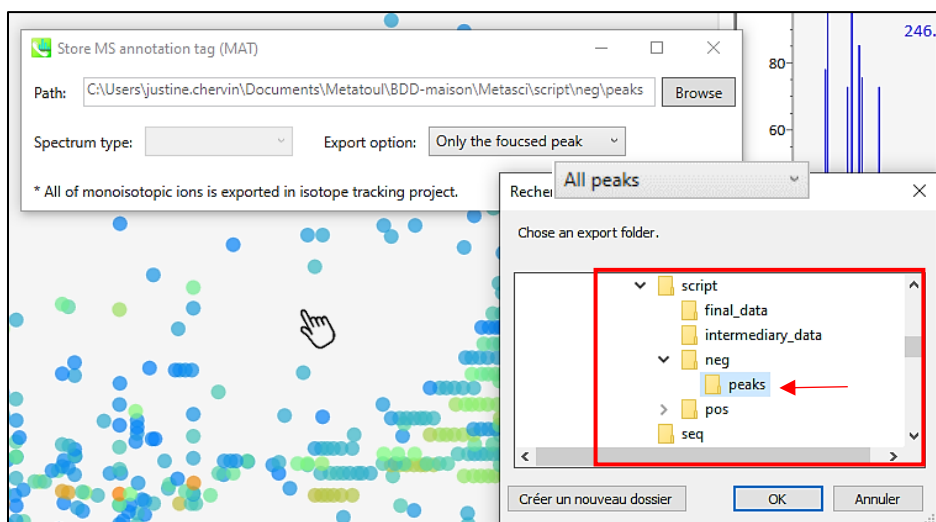 Store MS annotation tag (MAT)
Path: C:\Users\justine.chervin\Documents\Metatoul\BDD-maison\Metasci\script\neg\peaks Browse
Spectrum type: Export option: Only the foucsed peak
* All of monoisotopic ions is exported in isotope tracking project.
246.
80
60
All peaks
Chose an export folder.
script
final_data
intermediary_data
neg
peaks
pos
seq
Créer un nouveau dossier OK Annuler